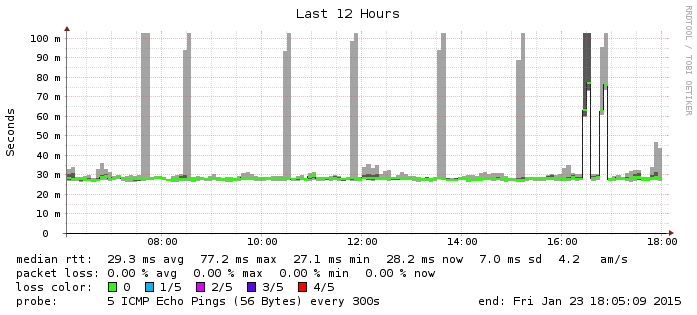 Last 12 Hours
RRDTOOL / TOBI OETIKER
Seconds
100 m
90 m
80 m
70 m
60 m
50 m
40 m
30 m
20 m
10 m
0
08:00 10:00 12:00 14:00 16:00 18:00
median rtt: 29.3 ms avg 77.2 ms max 27.1 ms min 28.2 ms now 7.0 ms sd 4.2 am/s
packet loss: 0.00 % avg 0.00 % max 0.00 % min 0.00 % now
loss color: 0 1/5 2/5 3/5 4/5
probe: 5 ICMP Echo Pings (56 Bytes) every 300s end: Fri Jan 23 18:05:09 2015